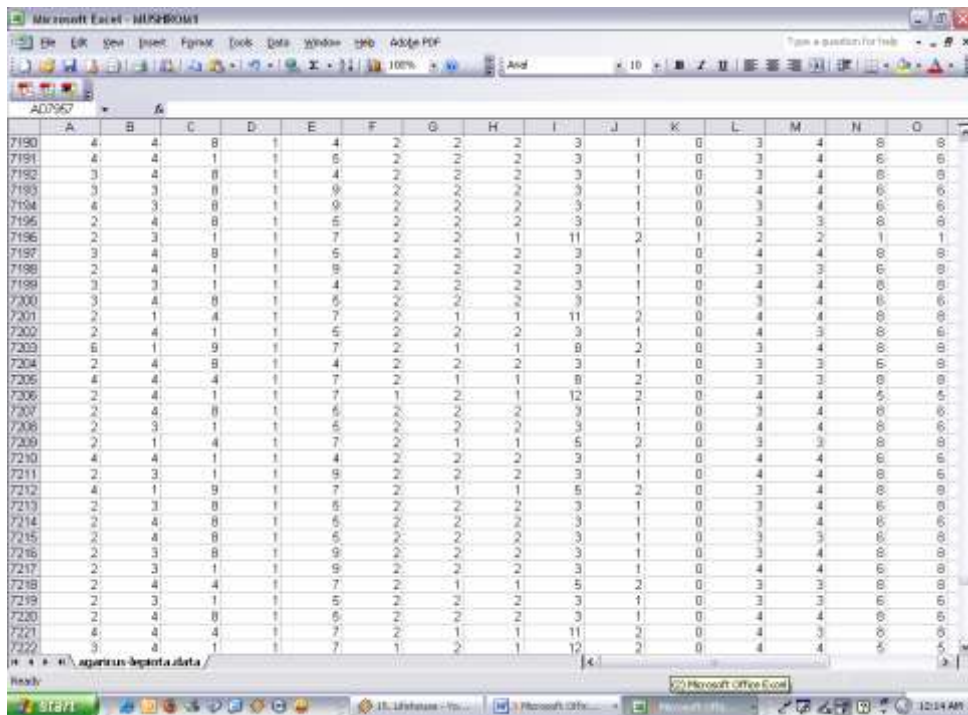 Microsoft Excel - MUSHROM1
File Edit View Insert Format Tools Data Window Help Adobe PDF
Type a question for help
100% Arial 10
AD7957 fx
A B C D E F G H I J K L M N O
7190 4 4 8 1 4 2 2 2 3 1 0 3 4 8 8
7191 4 4 1 1 2 2 2 3 1 0 3 4 6 6
7192 3 4 8 1 4 2 2 2 3 1 0 3 4 8
7193 3 3 8 1 9 2 2 2 3 1 0 4 4 6
7194 4 3 8 1 9 2 2 2 3 1 0 3 4 6 6
7195 2 4 8 1 2 2 2 3 1 0 3 3 8 8
7196 2 3 1 1 7 2 2 1 11 2 1 2 2 1 1
7197 3 4 8 1 2 2 2 3 1 0 4 4 8 8
7198 2 4 1 1 9 2 2 2 3 1 0 3 3 6 8
7199 3 3 1 1 4 2 2 2 3 1 0 4 4 8
7200 3 4 8 1 2 2 2 3 1 0 3 4 6 6
7201 2 1 4 1 7 2 1 1 11 2 0 4 4 8 8
7202 2 4 1 1 2 2 2 3 1 0 4 3 8
7203 6 1 9 1 7 2 1 1 8 2 0 3 4 8 8
7204 2 4 8 1 4 2 2 2 3 1 0 3 3 6 8
7205 4 4 4 1 7 2 1 1 8 2 0 3 3 8 8
7206 2 4 1 1 7 1 2 1 12 2 0 4 4 5 5
7207 2 4 8 1 2 2 2 3 1 0 3 4 8 6
7208 2 3 1 1 2 2 2 3 1 0 4 4 8 6
7209 2 1 4 1 7 2 1 1 5 2 0 3 3 8 8
7210 4 4 1 1 4 2 2 2 3 1 0 4 4 6
7211 2 3 1 1 9 2 2 2 3 1 0 4 4 8 6
7212 4 1 9 1 7 2 1 1 5 2 0 3 4 8 8
7213 2 3 8 1 2 2 2 3 1 0 3 4 6
7214 2 4 8 1 2 2 2 3 1 0 3 4 6
7215 2 4 8 1 2 2 2 3 1 0 3 3 6
7216 2 3 8 1 9 2 2 2 3 1 0 3 4 8
7217 2 3 1 1 9 2 2 2 3 1 0 4 4 6 8
7218 2 4 4 1 7 2 1 1 5 2 0 3 3 8 8
7219 2 3 1 1 2 2 2 3 1 0 3 3 6 6
7220 2 4 8 1 2 2 2 3 1 0 3 4 8 6
7221 4 4 4 1 7 2 1 1 11 2 0 4 3 8 8
7222 3 4 1 1 7 1 2 1 12 2 0 4 4 5 5
agaricus-lepiota.data
Ready
(2) Microsoft Office Excel
start 12:14 AM